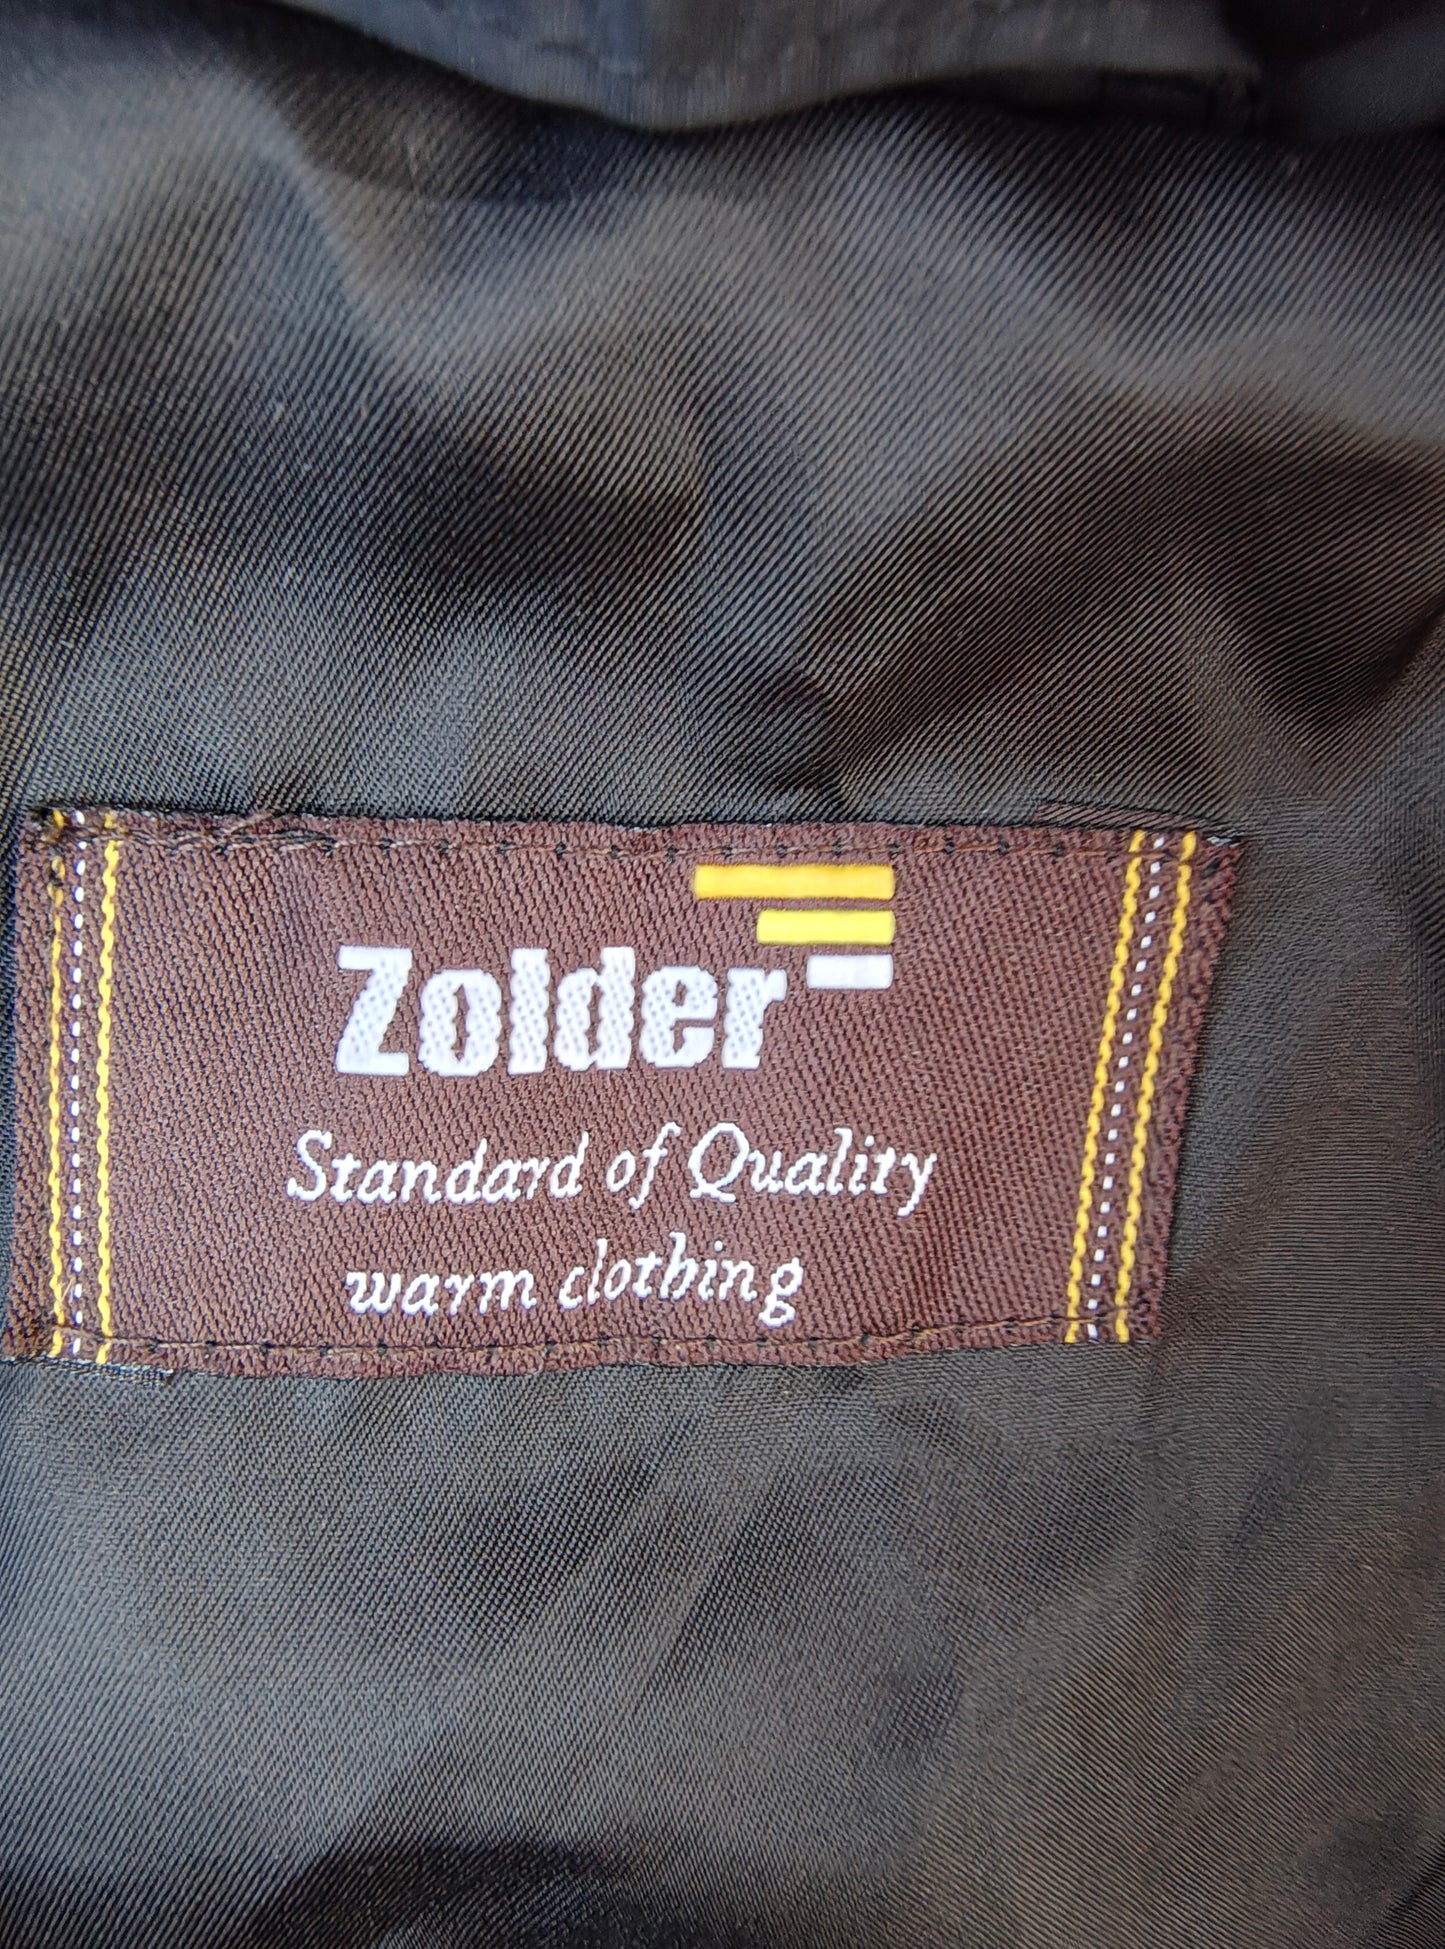 Zolder
Standard of Quality
warm clothing